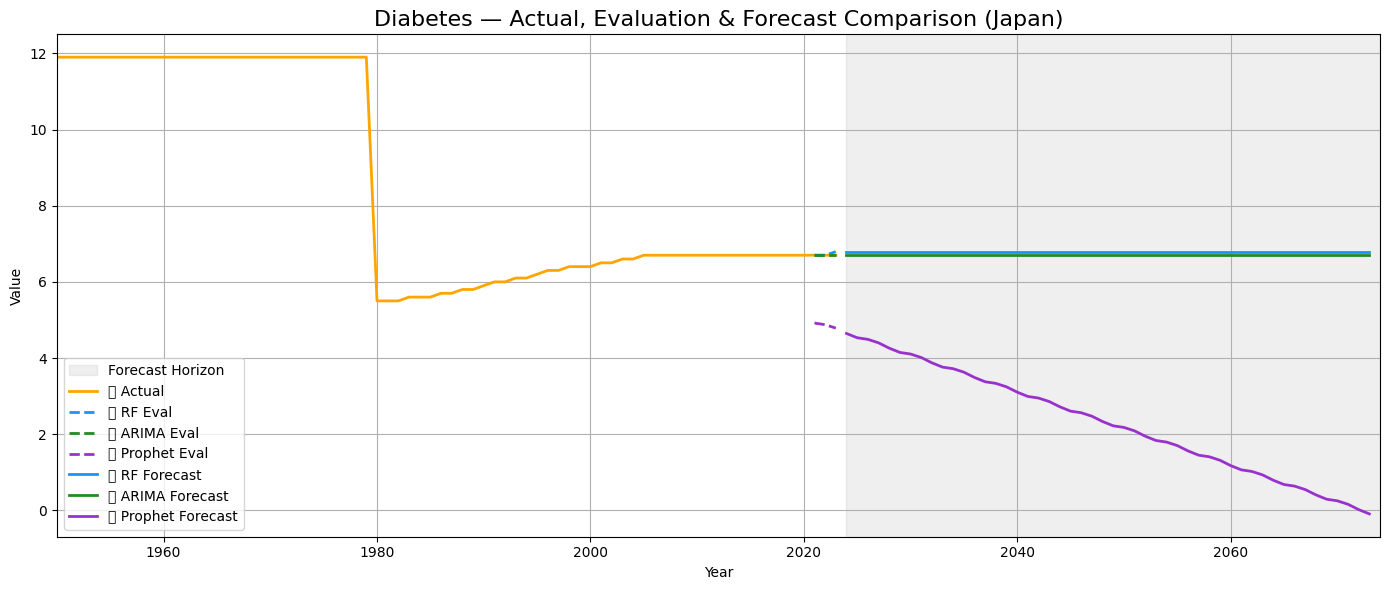 Diabetes — Actual, Evaluation & Forecast Comparison (Japan)
12
10
8
6
4
2
0
Value
Forecast Horizon
Actual
RF Eval
ARIMA Eval
Prophet Eval
RF Forecast
ARIMA Forecast
Prophet Forecast
1960
1980
2000
2020
2040
2060
Year